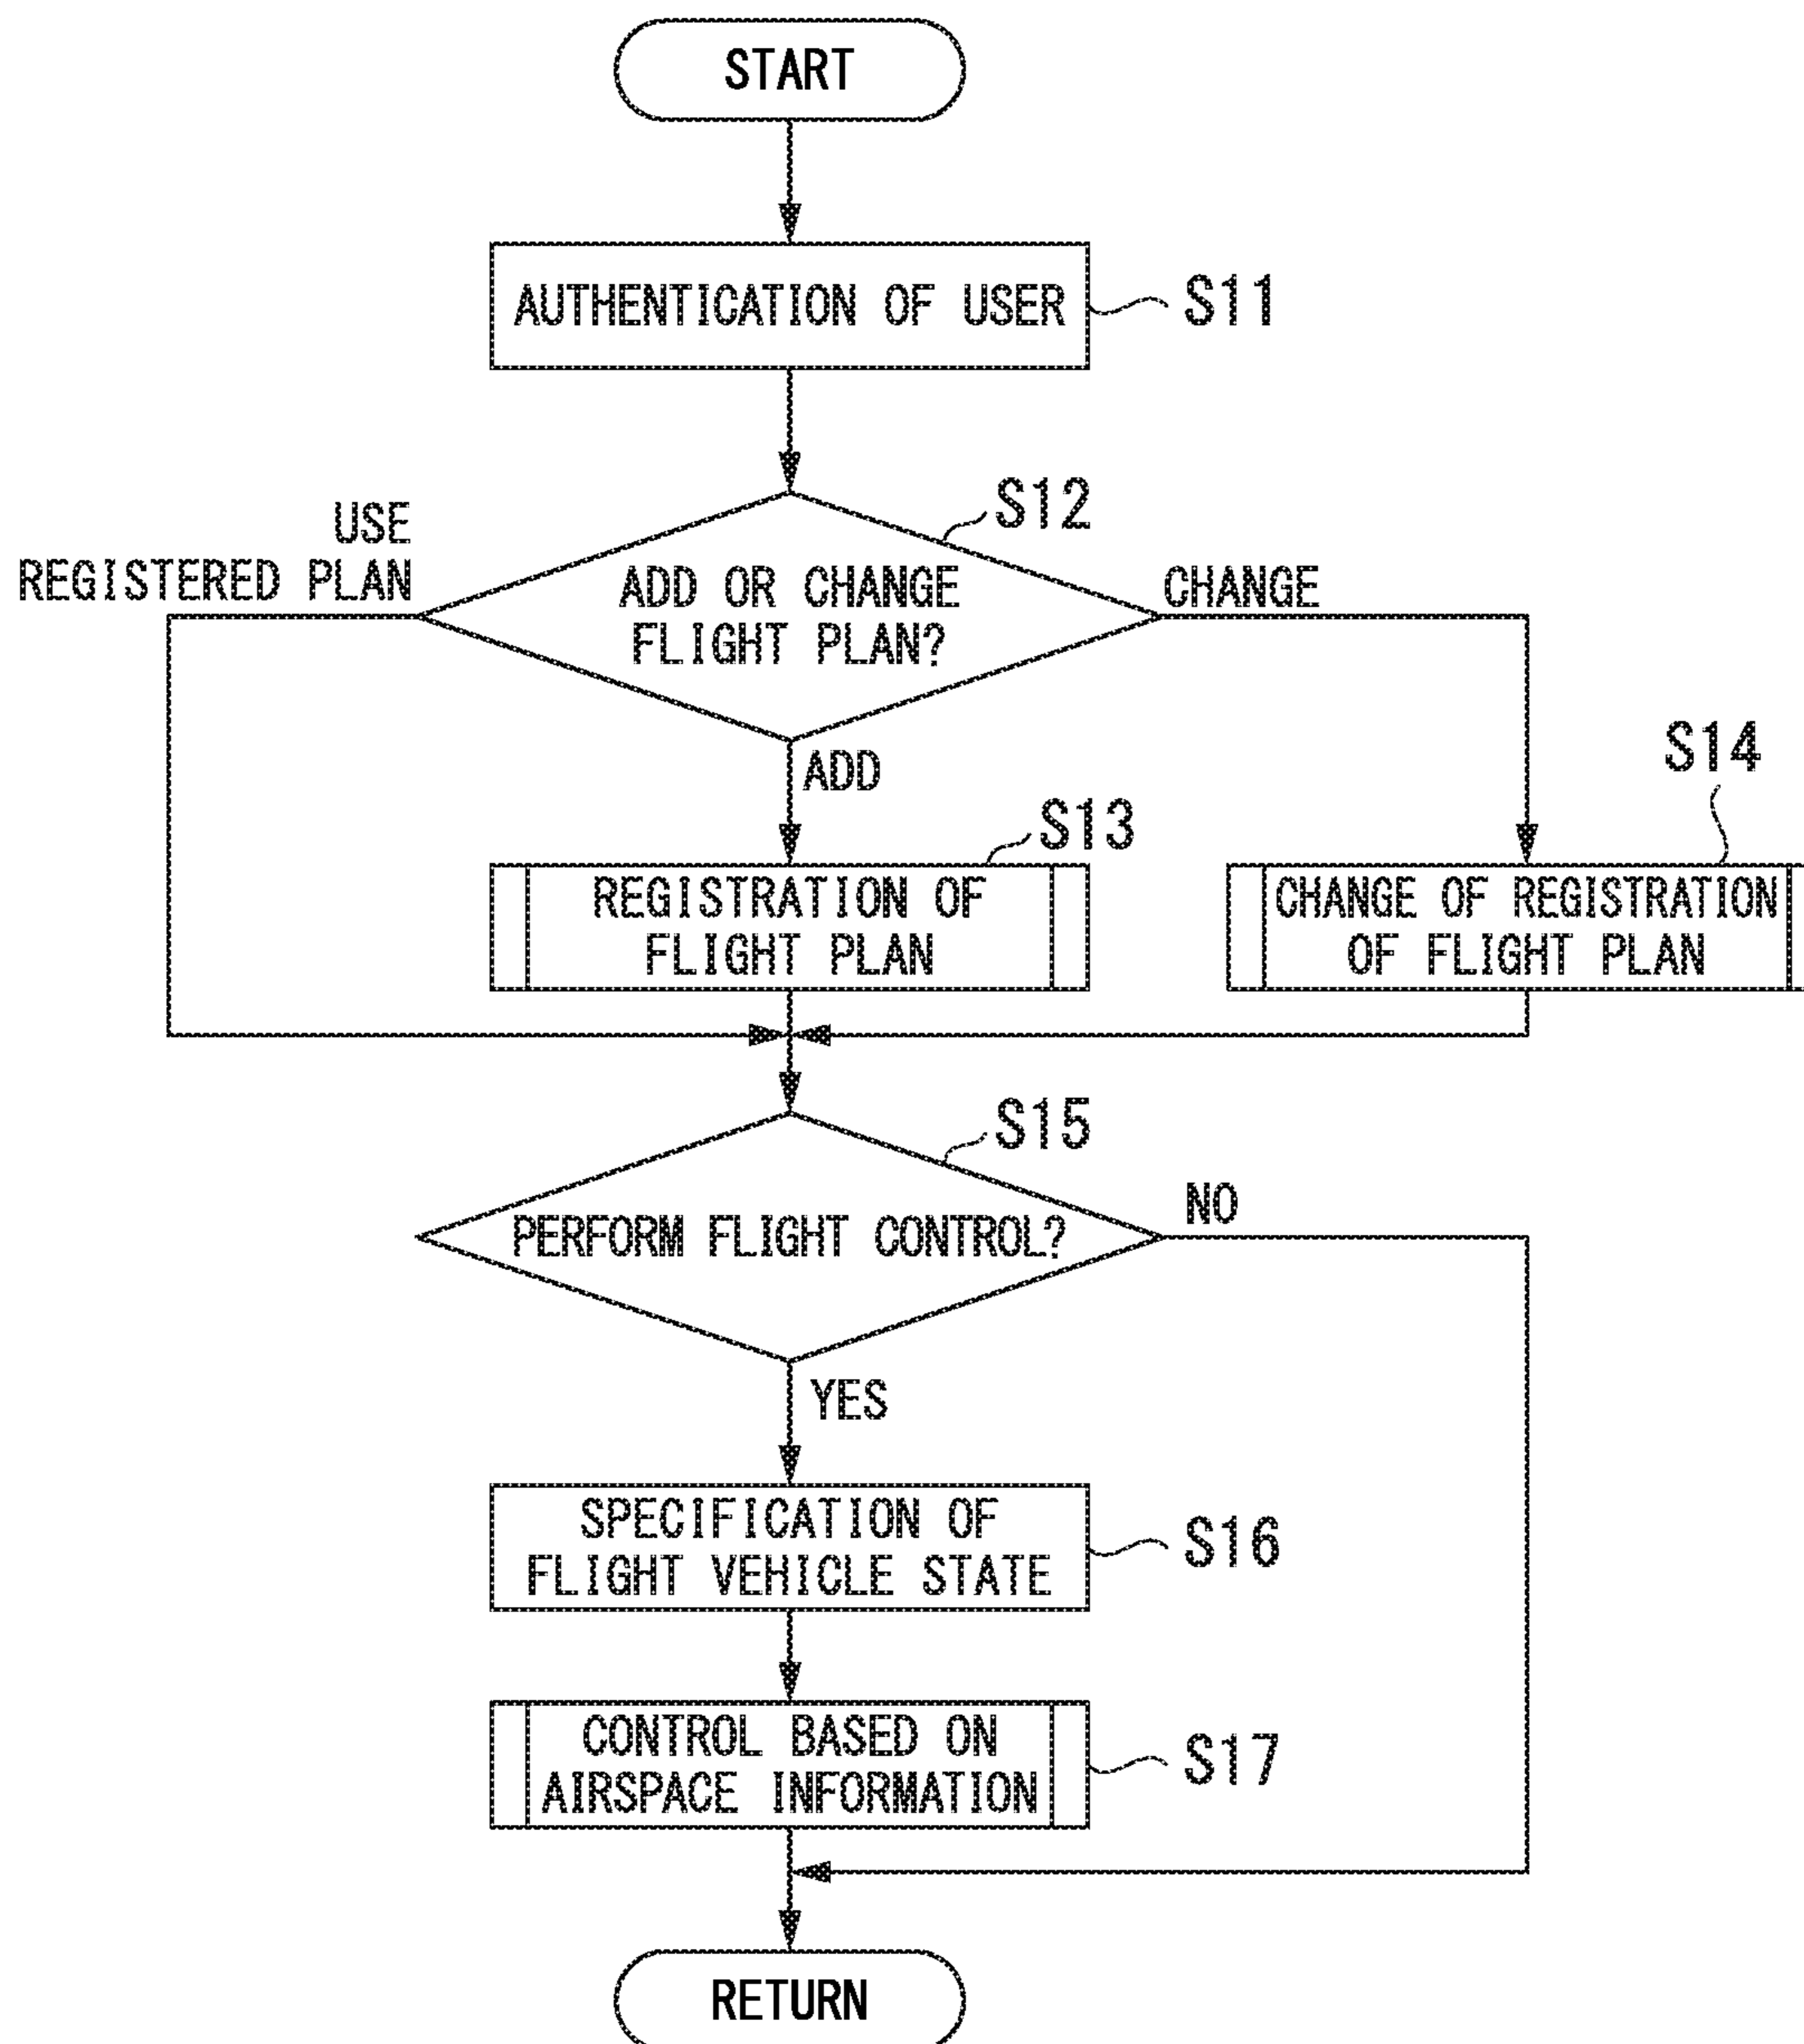 START
AUTHENTICATION OF USER
S11
S12
USE
REGISTERED PLAN
ADD OR CHANGE
FLIGHT PLAN?
CHANGE
ADD
S13
REGISTRATION OF
FLIGHT PLAN
S14
CHANGE OF REGISTRATION
OF FLIGHT PLAN
S15
PERFORM FLIGHT CONTROL?
NO
YES
SPECIFICATION OF
FLIGHT VEHICLE STATE
S16
CONTROL BASED ON
AIRSPACE INFORMATION
S17
RETURN